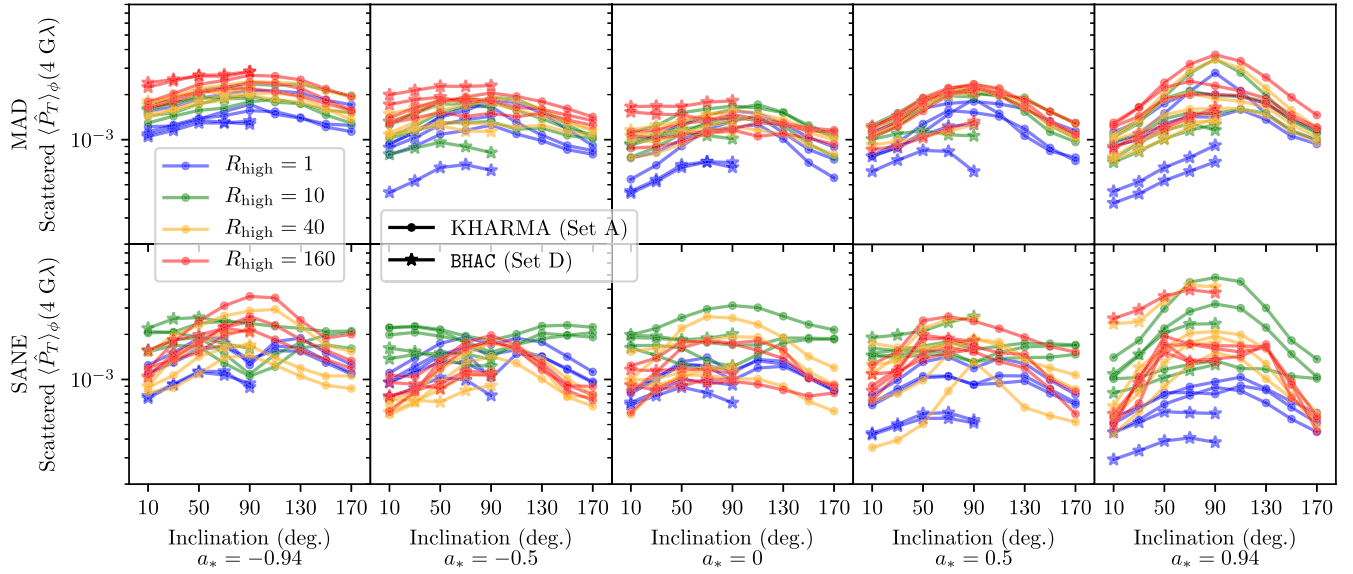 MAD
Scattered ⟨P̂_T⟩_ϕ(4 Gλ)
10⁻³
R_high = 1
R_high = 10
R_high = 40
R_high = 160
KHARMA (Set A)
BHAC (Set D)
SANE
Scattered ⟨P̂_T⟩_ϕ(4 Gλ)
10⁻³
10 50 90 130 170 10 50 90 130 170 10 50 90 130 170 10 50 90 130 170 10 50 90 130 170
Inclination (deg.) Inclination (deg.) Inclination (deg.) Inclination (deg.) Inclination (deg.)
a_* = −0.94 a_* = −0.5 a_* = 0 a_* = 0.5 a_* = 0.94